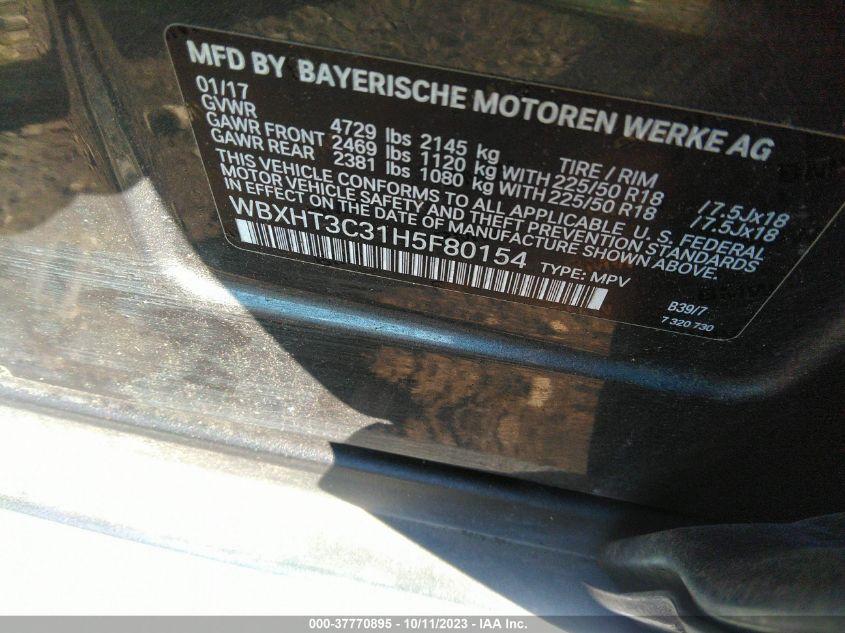 MFD BY BAYERISCHE MOTOREN WERKE AG
01/17
GVWR 4729 lbs 2145 kg TIRE / RIM
GAWR FRONT 2469 lbs 1120 kg WITH 225/50 R18 /7.5Jx18
GAWR REAR 2381 lbs 1080 kg WITH 225/50 R18 /7.5Jx18
THIS VEHICLE CONFORMS TO ALL APPLICABLE U.S. FEDERAL
MOTOR VEHICLE SAFETY AND THEFT PREVENTION STANDARDS
IN EFFECT ON THE DATE OF MANUFACTURE SHOWN ABOVE.
WBXHT3C31H5F80154 TYPE: MPV
B39/7
7 320 730
000-37770895 - 10/11/2023 - IAA Inc.